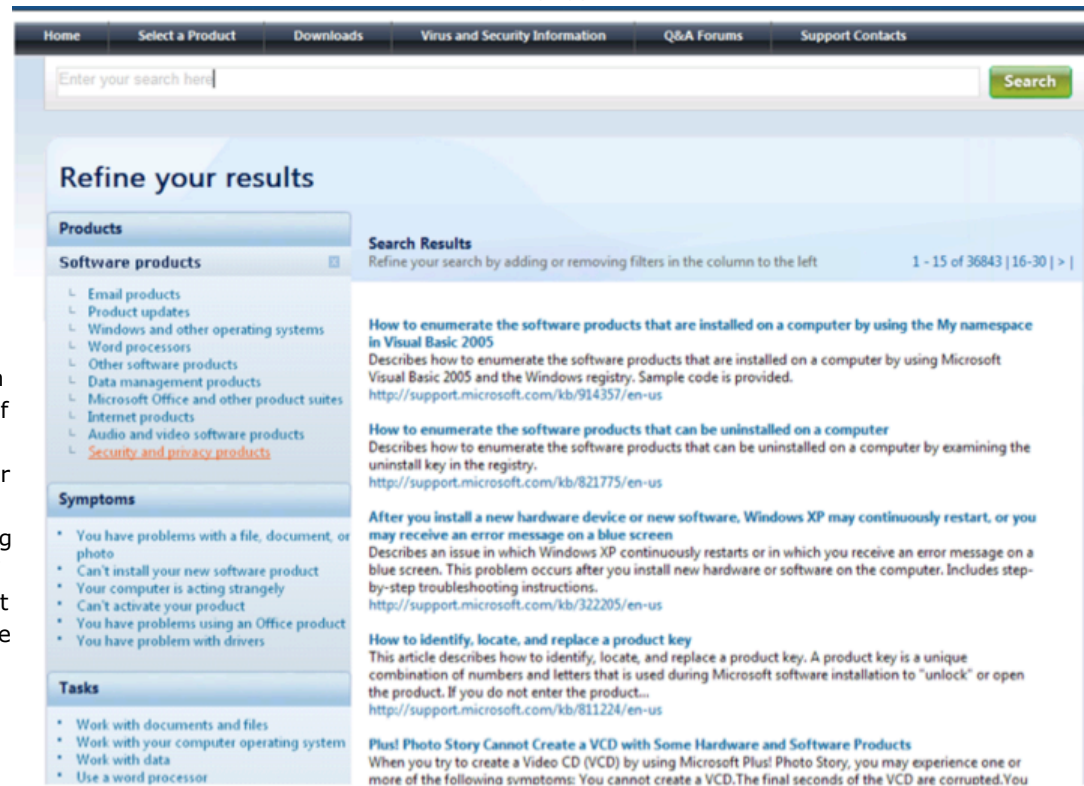 Home Select a Product Downloads Virus and Security Information Q&A Forums Support Contacts
Enter your search here
Search
Refine your results
Products
Software products
Email products
Product updates
Windows and other operating systems
Word processors
Other software products
Data management products
Microsoft Office and other product suites
Internet products
Audio and video software products
Security and privacy products
Symptoms
You have problems with a file, document, or
photo
Can't install your new software product
Your computer is acting strangely
Can't activate your product
You have problems using an Office product
You have problem with drivers
Tasks
Work with documents and files
Work with your computer operating system
Work with data
Use a word processor
Search Results
Refine your search by adding or removing filters in the column to the left 1 - 15 of 36843 | 16-30 | > |
How to enumerate the software products that are installed on a computer by using the My namespace
in Visual Basic 2005
Describes how to enumerate the software products that are installed on a computer by using Microsoft
Visual Basic 2005 and the Windows registry. Sample code is provided.
http://support.microsoft.com/kb/914357/en-us
How to enumerate the software products that can be uninstalled on a computer
Describes how to enumerate the software products that can be uninstalled on a computer by examining the
uninstall key in the registry.
http://support.microsoft.com/kb/821775/en-us
After you install a new hardware device or new software, Windows XP may continuously restart, or you
may receive an error message on a blue screen
Describes an issue in which Windows XP continuously restarts or in which you receive an error message on a
blue screen. This problem occurs after you install new hardware or software on the computer. Includes step-
by-step troubleshooting instructions.
http://support.microsoft.com/kb/322205/en-us
How to identify, locate, and replace a product key
This article describes how to identify, locate, and replace a product key. A product key is a unique
combination of numbers and letters that is used during Microsoft software installation to "unlock" or open
the product. If you do not enter the product...
http://support.microsoft.com/kb/811224/en-us
Plus! Photo Story Cannot Create a VCD with Some Hardware and Software Products
When you try to create a Video CD (VCD) by using Microsoft Plus! Photo Story, you may experience one or
more of the following symptoms: You cannot create a VCD.The final seconds of the VCD are corrupted.You